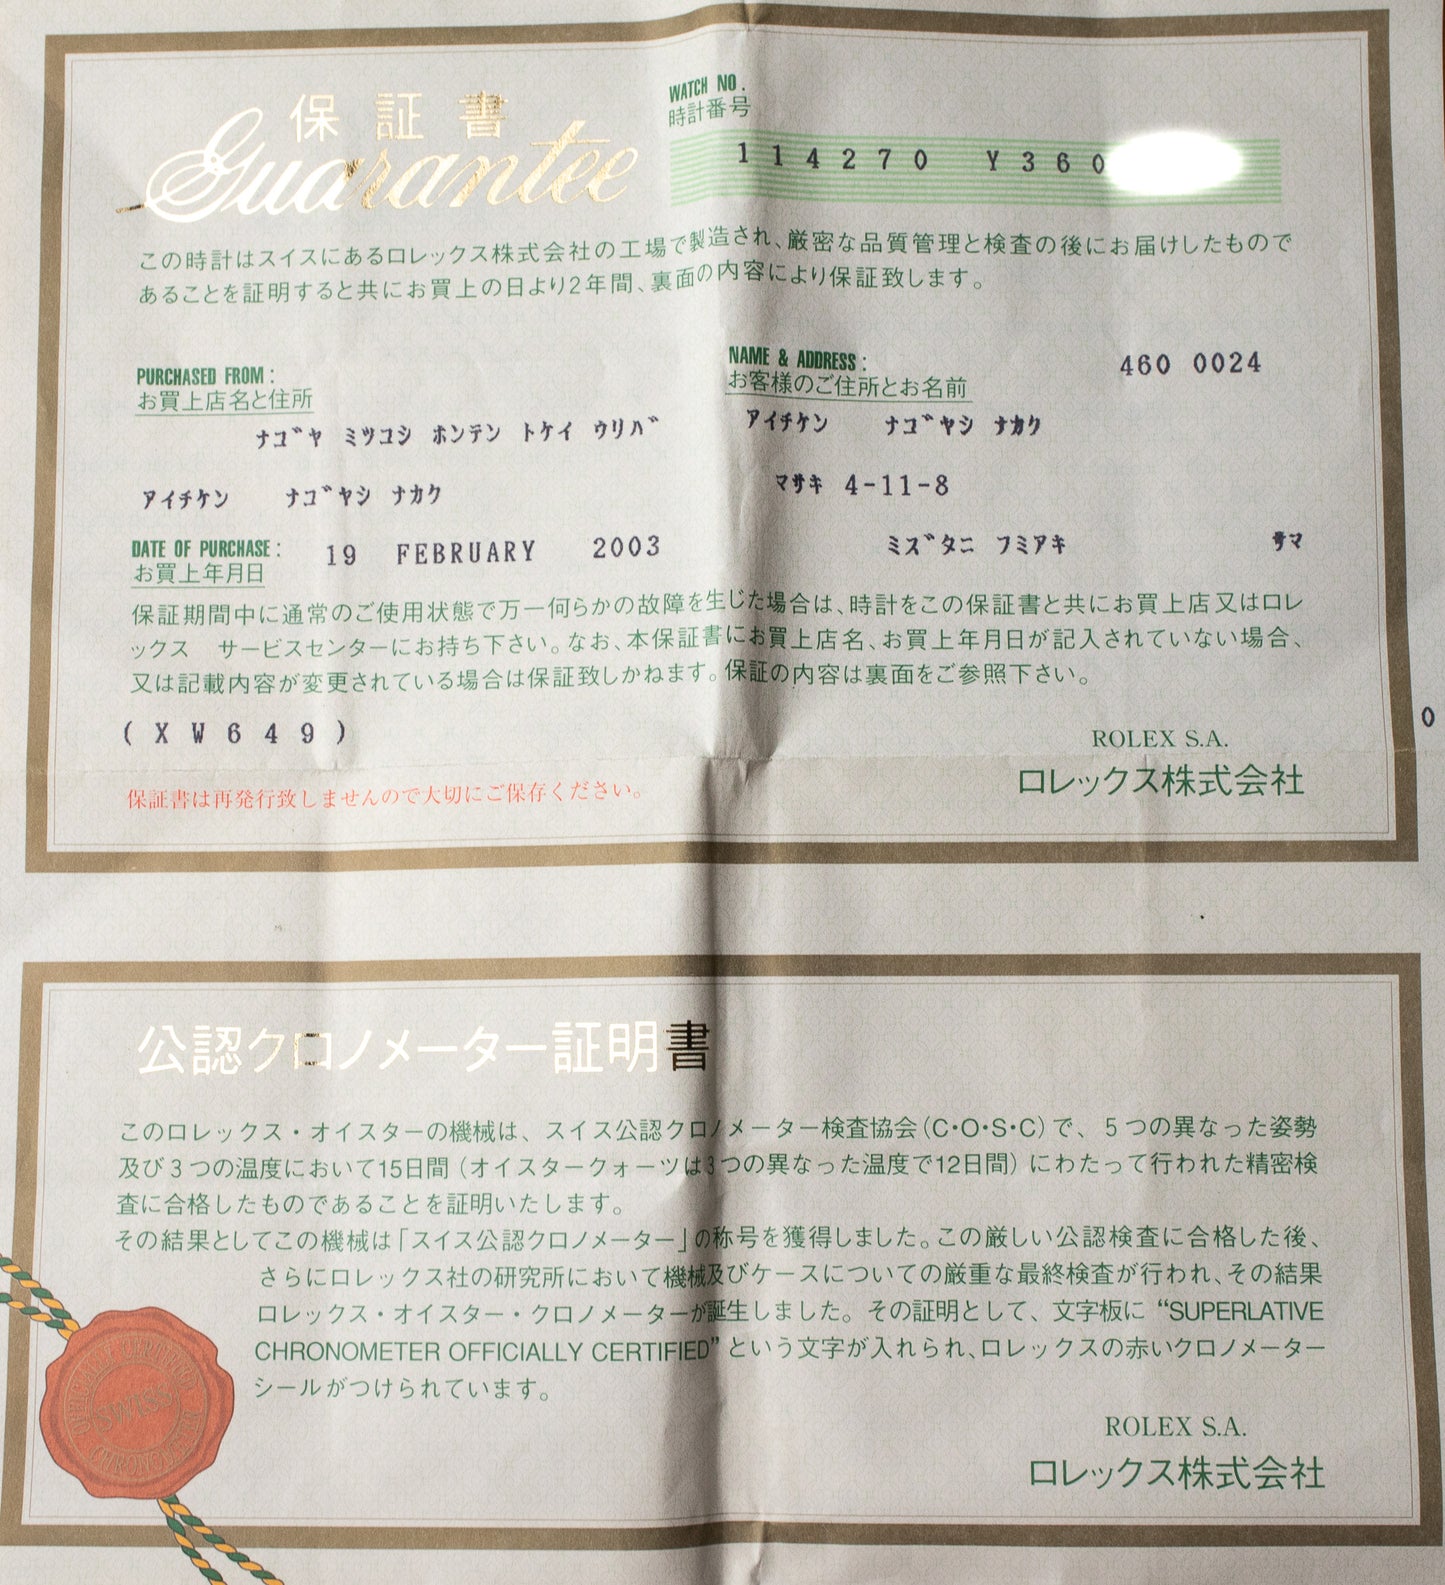 保証書
Guarantee
WATCH NO.
時計番号
114270 Y360
この時計はスイスにあるロレックス株式会社の工場で製造され、厳密な品質管理と検査の後にお届けしたもので
あることを証明すると共にお買上の日より2年間、裏面の内容により保証致します。
PURCHASED FROM:
お買上店名と住所
ナゴヤ ミツコシ ホンテン トケイ ウリバ
アイチケン ナゴヤシ ナカク
NAME & ADDRESS:
お客様のご住所とお名前
460 0024
アイチケン ナゴヤシ ナカク
マサキ 4-11-8
ミズタニ フミアキ サマ
DATE OF PURCHASE: 19 FEBRUARY 2003
お買上年月日
保証期間中に通常のご使用状態で万一何らかの故障を生じた場合は、時計をこの保証書と共にお買上店又はロレ
ックス サービスセンターにお持ち下さい。なお、本保証書にお買上店名、お買上年月日が記入されていない場合、
又は記載内容が変更されている場合は保証致しかねます。保証の内容は裏面をご参照下さい。
(XW649)
0
ROLEX S.A.
ロレックス株式会社
保証書は再発行致しませんので大切にご保存ください。
公認クロノメーター証明書
このロレックス・オイスターの機械は、スイス公認クロノメーター検査協会(C・O・S・C)で、5つの異なった姿勢
及び3つの温度において15日間(オイスタークォーツは3つの異なった温度で12日間)にわたって行われた精密検
査に合格したものであることを証明いたします。
その結果としてこの機械は「スイス公認クロノメーター」の称号を獲得しました。この厳しい公認検査に合格した後、
さらにロレックス社の研究所において機械及びケースについての厳重な最終検査が行われ、その結果
ロレックス・オイスター・クロノメーターが誕生しました。その証明として、文字板に “SUPERLATIVE
CHRONOMETER OFFICIALLY CERTIFIED” という文字が入れられ、ロレックスの赤いクロノメーター
シールがつけられています。
OFFICIALLY CERTIFIED
SWISS
CHRONOMETER
ROLEX S.A.
ロレックス株式会社